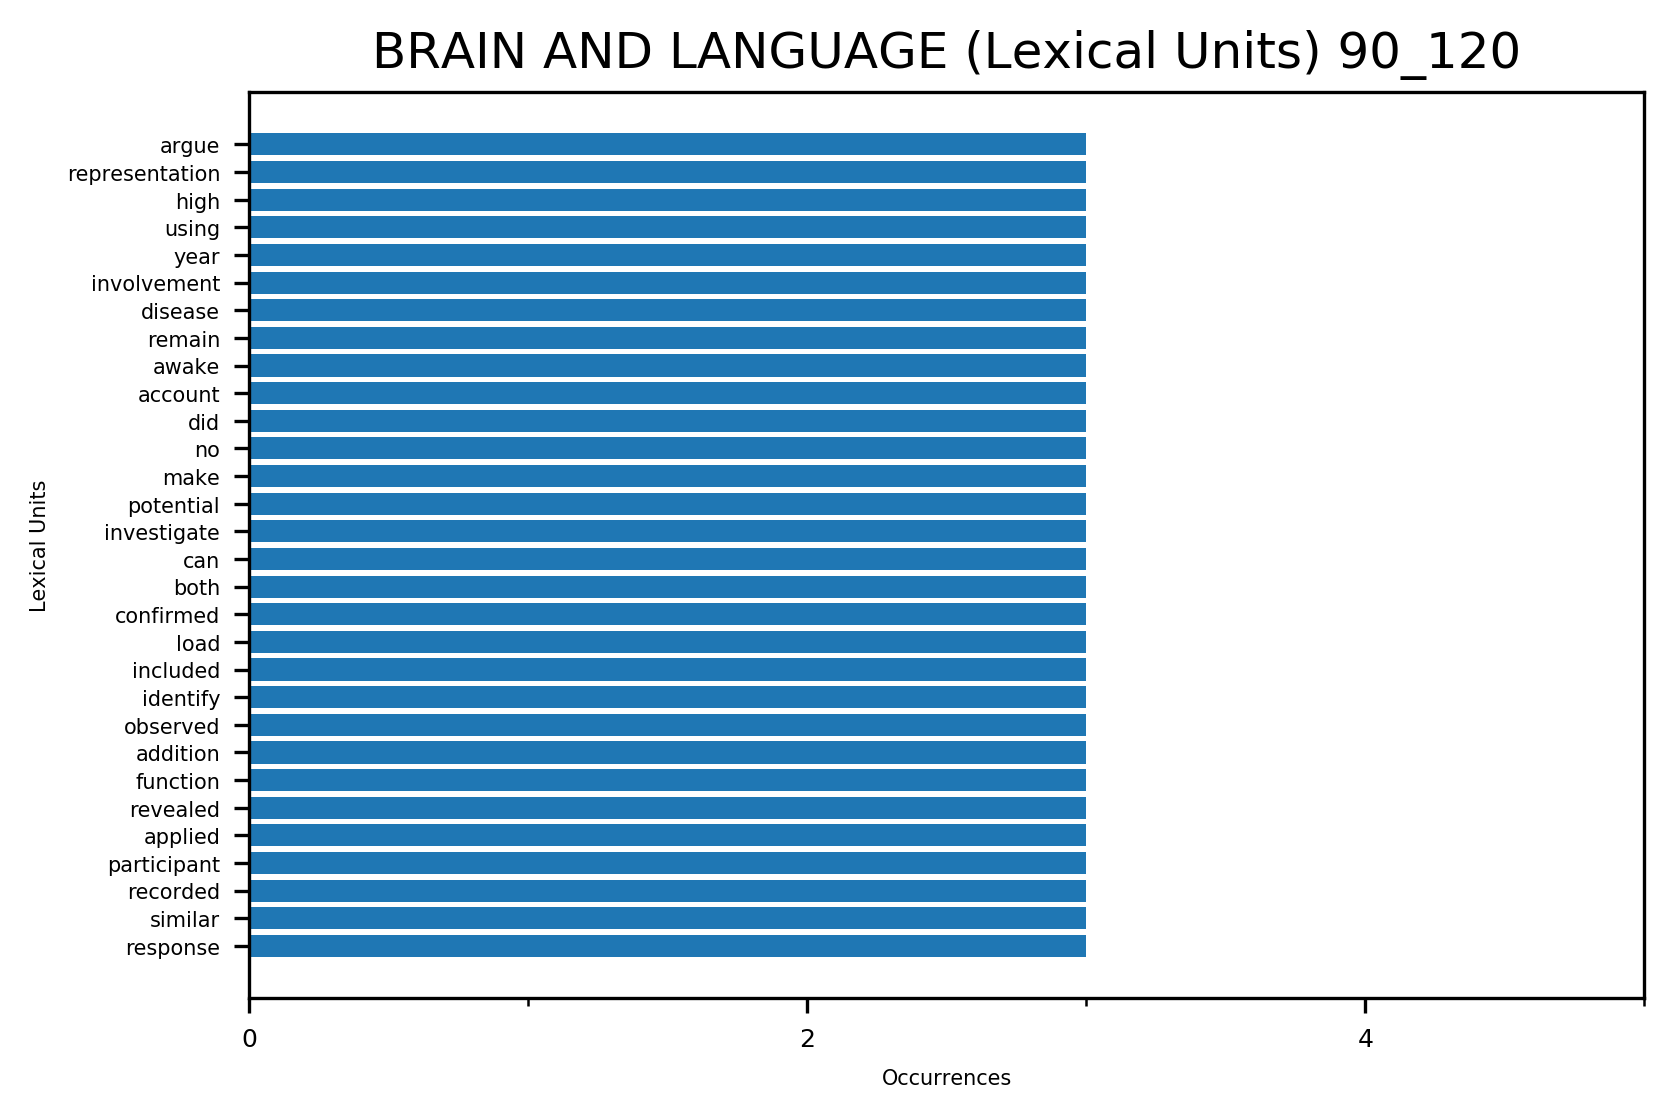 BRAIN AND LANGUAGE (Lexical Units) 90_120
argue
representation
high
using
year
involvement
disease
remain
awake
account
did
no
make
potential
investigate
can
both
confirmed
load
included
identify
observed
addition
function
revealed
applied
participant
recorded
similar
response
Lexical Units
0 2 4
Occurrences